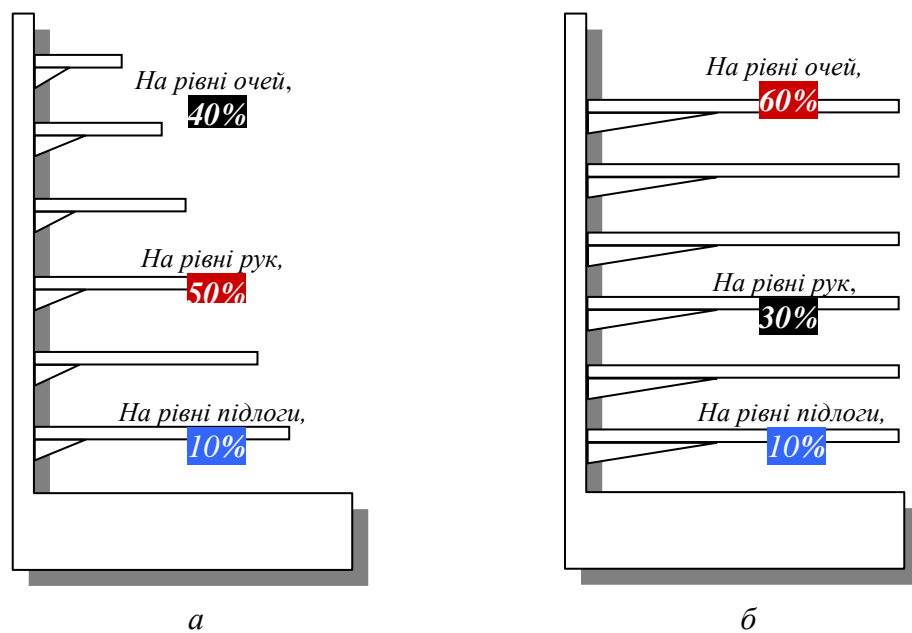 На рівні очей,
40%
На рівні рук,
50%
На рівні підлоги,
10%
а
На рівні очей,
60%
На рівні рук,
30%
На рівні підлоги,
10%
б